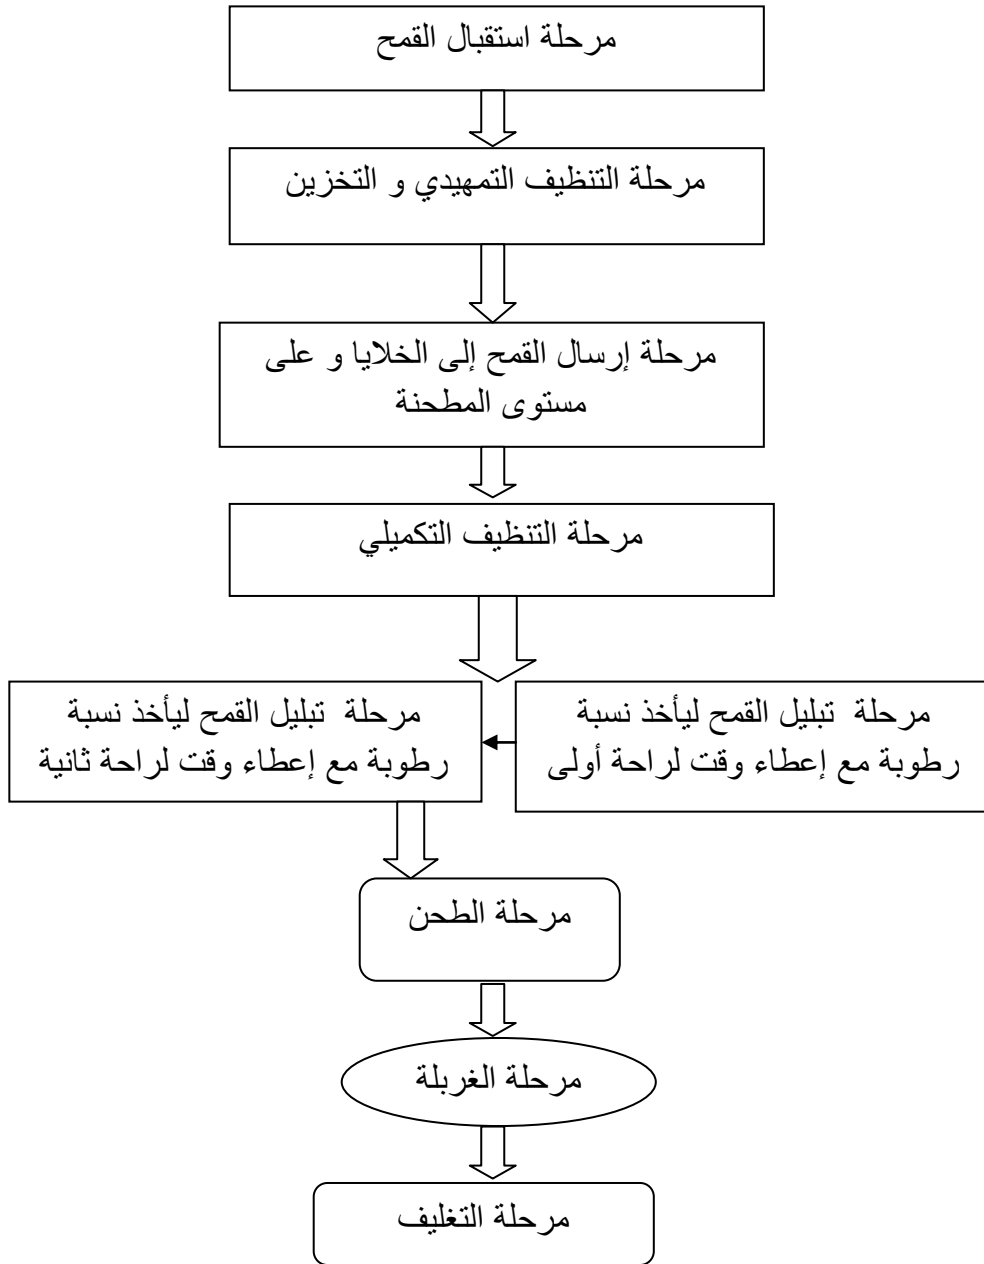 مرحلة استقبال القمح
مرحلة التنظيف التمهيدي و التخزين
مرحلة إرسال القمح إلى الخلايا و على
مستوى المطحنة
مرحلة التنظيف التكميلي
مرحلة تبليل القمح ليأخذ نسبة
رطوبة مع إعطاء وقت لراحة أولى
مرحلة تبليل القمح ليأخذ نسبة
رطوبة مع إعطاء وقت لراحة ثانية
مرحلة الطحن
مرحلة الغربلة
مرحلة التغليف